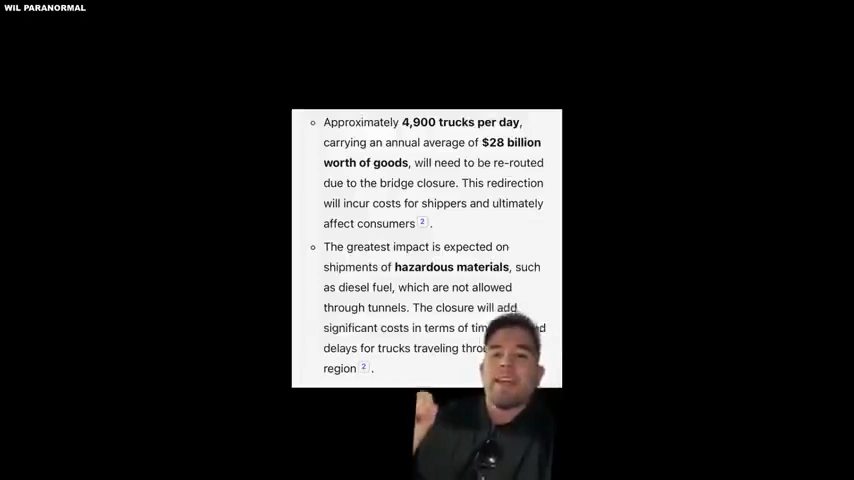 WIL PARANORMAL
Approximately 4,900 trucks per day,
carrying an annual average of $28 billion
worth of goods, will need to be re-routed
due to the bridge closure. This redirection
will incur costs for shippers and ultimately
affect consumers 2.
The greatest impact is expected on
shipments of hazardous materials, such
as diesel fuel, which are not allowed
through tunnels. The closure will add
significant costs in terms of
delays for trucks traveling
region 2.